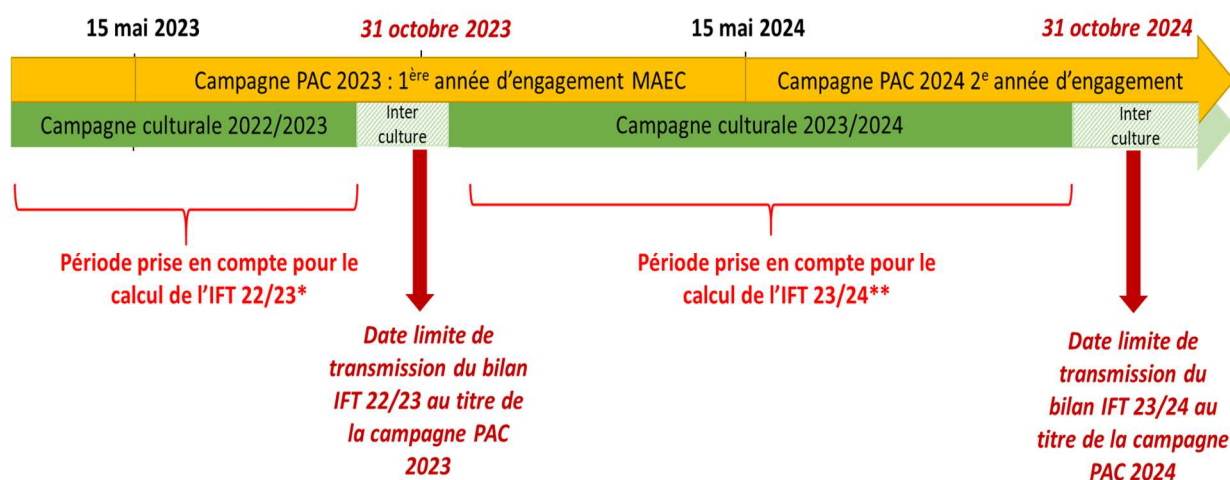 15 mai 2023
31 octobre 2023
15 mai 2024
31 octobre 2024
Campagne PAC 2023 : 1ère année d’engagement MAEC
Campagne PAC 2024 2e année d’engagement
Campagne culturale 2022/2023
Inter
culture
Campagne culturale 2023/2024
Inter
culture
Période prise en compte pour le
calcul de l’IFT 22/23*
Période prise en compte pour le
calcul de l’IFT 23/24**
Date limite de
transmission du bilan
IFT 22/23 au titre de
la campagne PAC
2023
Date limite de
transmission du
bilan IFT 23/24 au
titre de la campagne
PAC 2024